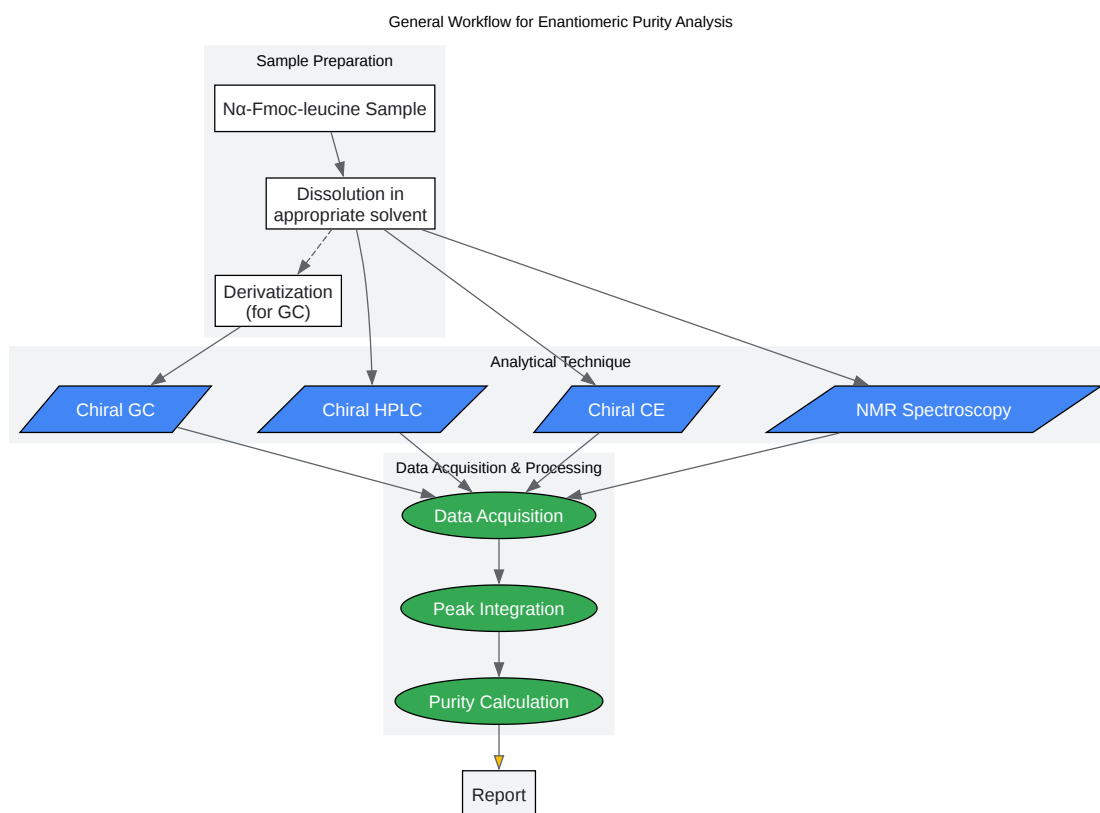 General Workflow for Enantiomeric Purity Analysis
Sample Preparation
Nα-Fmoc-leucine Sample
Dissolution in
appropriate solvent
Derivatization
(for GC)
Analytical Technique
Chiral GC
Chiral HPLC
Chiral CE
NMR Spectroscopy
Data Acquisition & Processing
Data Acquisition
Peak Integration
Purity Calculation
Report